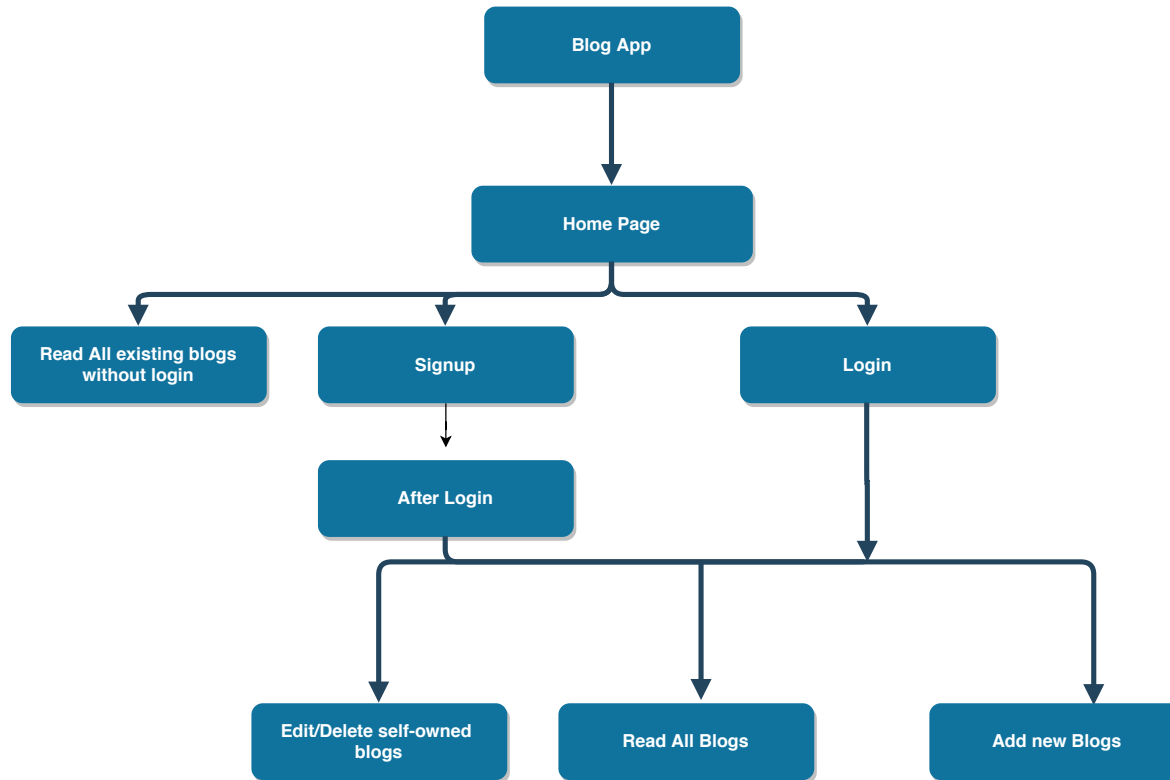 Blog App
Home Page
Read All existing blogs
without login
Signup
Login
After Login
Edit/Delete self-owned
blogs
Read All Blogs
Add new Blogs